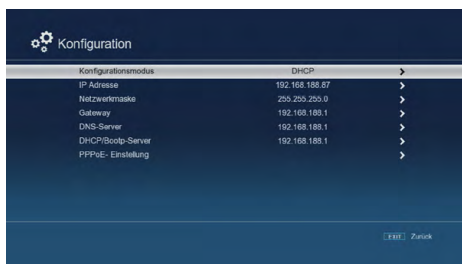 Konfiguration
Konfigurationsmodus DHCP
IP Adresse 192.168.188.87
Netzwerkmaske 255.255.255.0
Gateway 192.168.188.1
DNS-Server 192.168.188.1
DHCP/Bootp-Server 192.168.188.1
PPPoE- Einstellung
EXIT Zurück